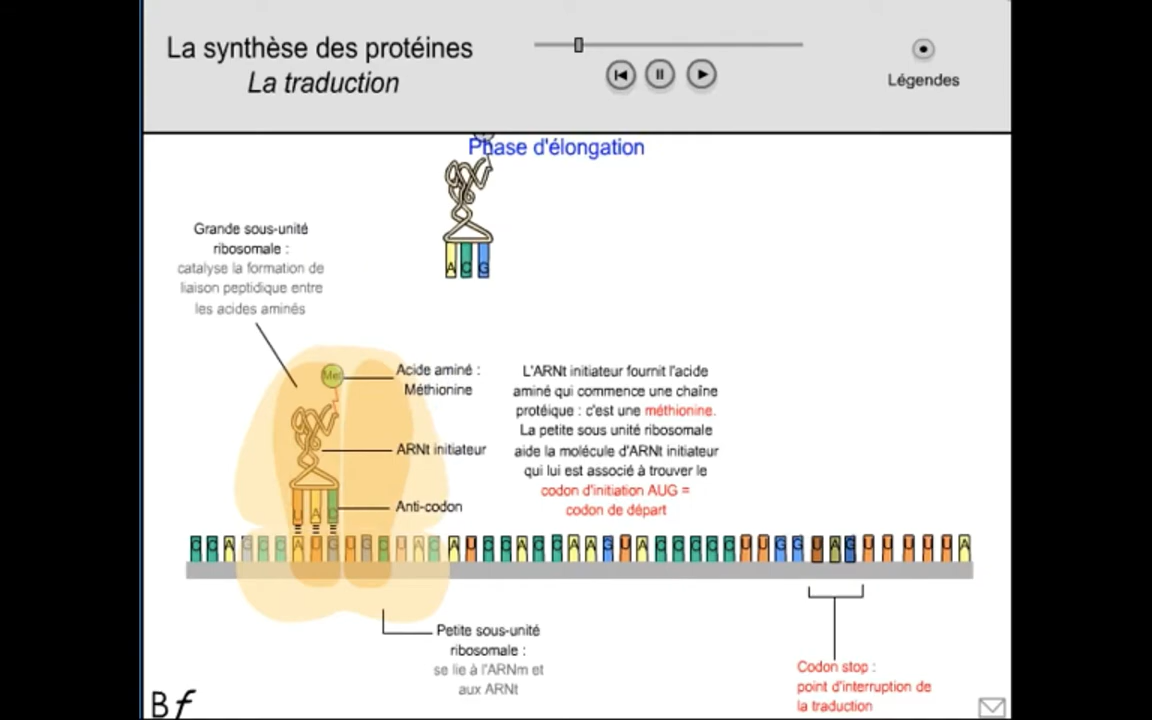 La synthèse des protéines
La traduction
Légendes
Phase d'élongation
A C G
Grande sous-unité
ribosomale :
catalyse la formation de
liaison peptidique entre
les acides aminés
Met
Acide aminé :
Méthionine
ARNt initiateur
Anti-codon
U A C
L'ARNt initiateur fournit l'acide
aminé qui commence une chaîne
protéique : c'est une méthionine.
La petite sous unité ribosomale
aide la molécule d'ARNt initiateur
qui lui est associé à trouver le
codon d'initiation AUG =
codon de départ
C C A G C C A U G U G C U A C A U C C A C C A A G U A C C C C C U U G G U A G U U U U U A
Petite sous-unité
ribosomale :
se lie à l'ARNm et
aux ARNt
Codon stop :
point d'interruption de
la traduction
Bf